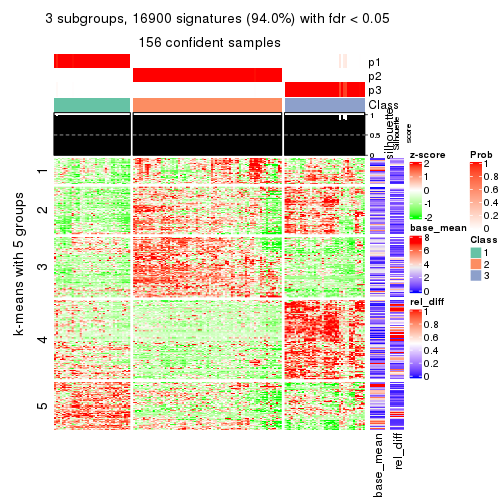 3 subgroups, 16900 signatures (94.0%) with fdr < 0.05
156 confident samples
p1
p2
p3
Class
1
0.5
0
silhouette
Silhouette
score
k-means with 5 groups
1
2
3
4
5
base_mean
rel_diff
z-score
2
1
0
-1
-2
base_mean
8
6
4
2
0
rel_diff
1
0.8
0.6
0.4
0.2
0
Prob
1
0.8
0.6
0.4
0.2
0
Class
1
2
3